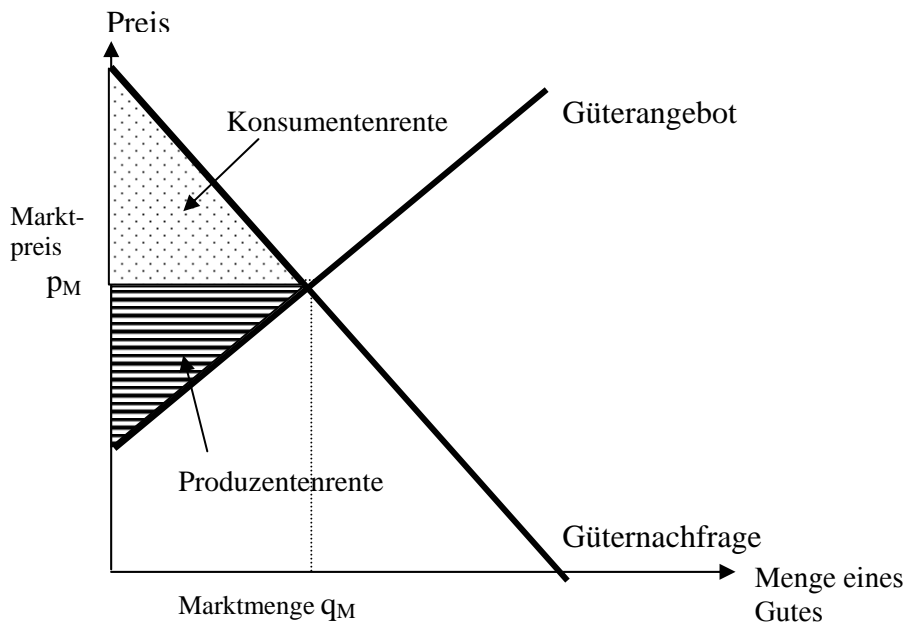 Preis
Konsumentenrente
Güterangebot
Markt-
preis
pM
Produzentenrente
Güternachfrage
Marktmenge qM
Menge eines
Gutes